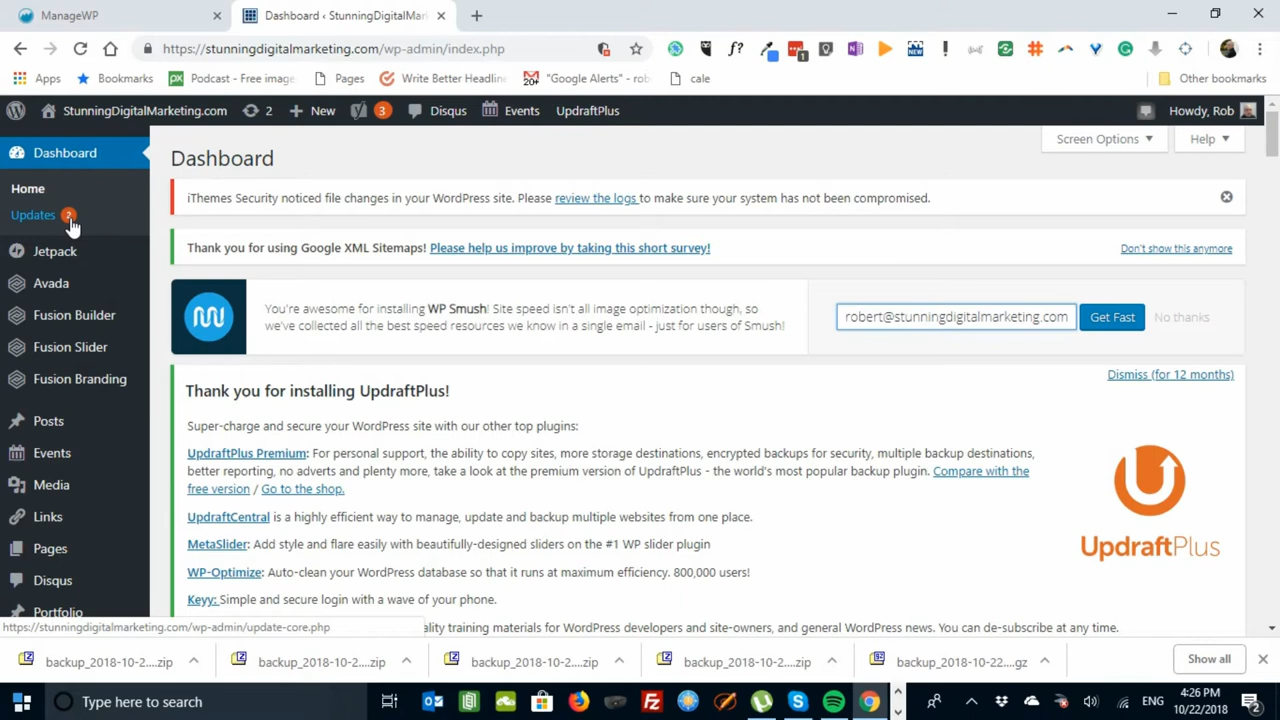 ManageWP
Dashboard ‹ StunningDigitalMar
https://stunningdigitalmarketing.com/wp-admin/index.php
Apps
Bookmarks
Podcast - Free image
Pages
Write Better Headline
"Google Alerts" - rob
cale
Other bookmarks
StunningDigitalMarketing.com
2
New
3
Disqus
Events
UpdraftPlus
Howdy, Rob
Dashboard
Home
Updates 2
Jetpack
Avada
Fusion Builder
Fusion Slider
Fusion Branding
Posts
Events
Media
Links
Pages
Disqus
Portfolio
Screen Options
Help
Dashboard
iThemes Security noticed file changes in your WordPress site. Please review the logs to make sure your system has not been compromised.
Thank you for using Google XML Sitemaps! Please help us improve by taking this short survey!
Don't show this anymore
You're awesome for installing WP Smush! Site speed isn't all image optimization though, so
we've collected all the best speed resources we know in a single email - just for users of Smush!
robert@stunningdigitalmarketing.com
Get Fast
No thanks
Thank you for installing UpdraftPlus!
Dismiss (for 12 months)
Super-charge and secure your WordPress site with our other top plugins:
UpdraftPlus Premium: For personal support, the ability to copy sites, more storage destinations, encrypted backups for security, multiple backup destinations,
better reporting, no adverts and plenty more, take a look at the premium version of UpdraftPlus - the world's most popular backup plugin. Compare with the
free version / Go to the shop.
UpdraftCentral is a highly efficient way to manage, update and backup multiple websites from one place.
MetaSlider: Add style and flare easily with beautifully-designed sliders on the #1 WP slider plugin
WP-Optimize: Auto-clean your WordPress database so that it runs at maximum efficiency. 800,000 users!
Keyy: Simple and secure login with a wave of your phone.
UpdraftPlus
https://stunningdigitalmarketing.com/wp-admin/update-core.php
training materials for WordPress developers and site-owners, and general WordPress news. You can de-subscribe at any time.
backup_2018-10-2....zip
backup_2018-10-2....zip
backup_2018-10-2....zip
backup_2018-10-2....zip
backup_2018-10-22....gz
Show all
Type here to search
ENG
4:26 PM
10/22/2018
2